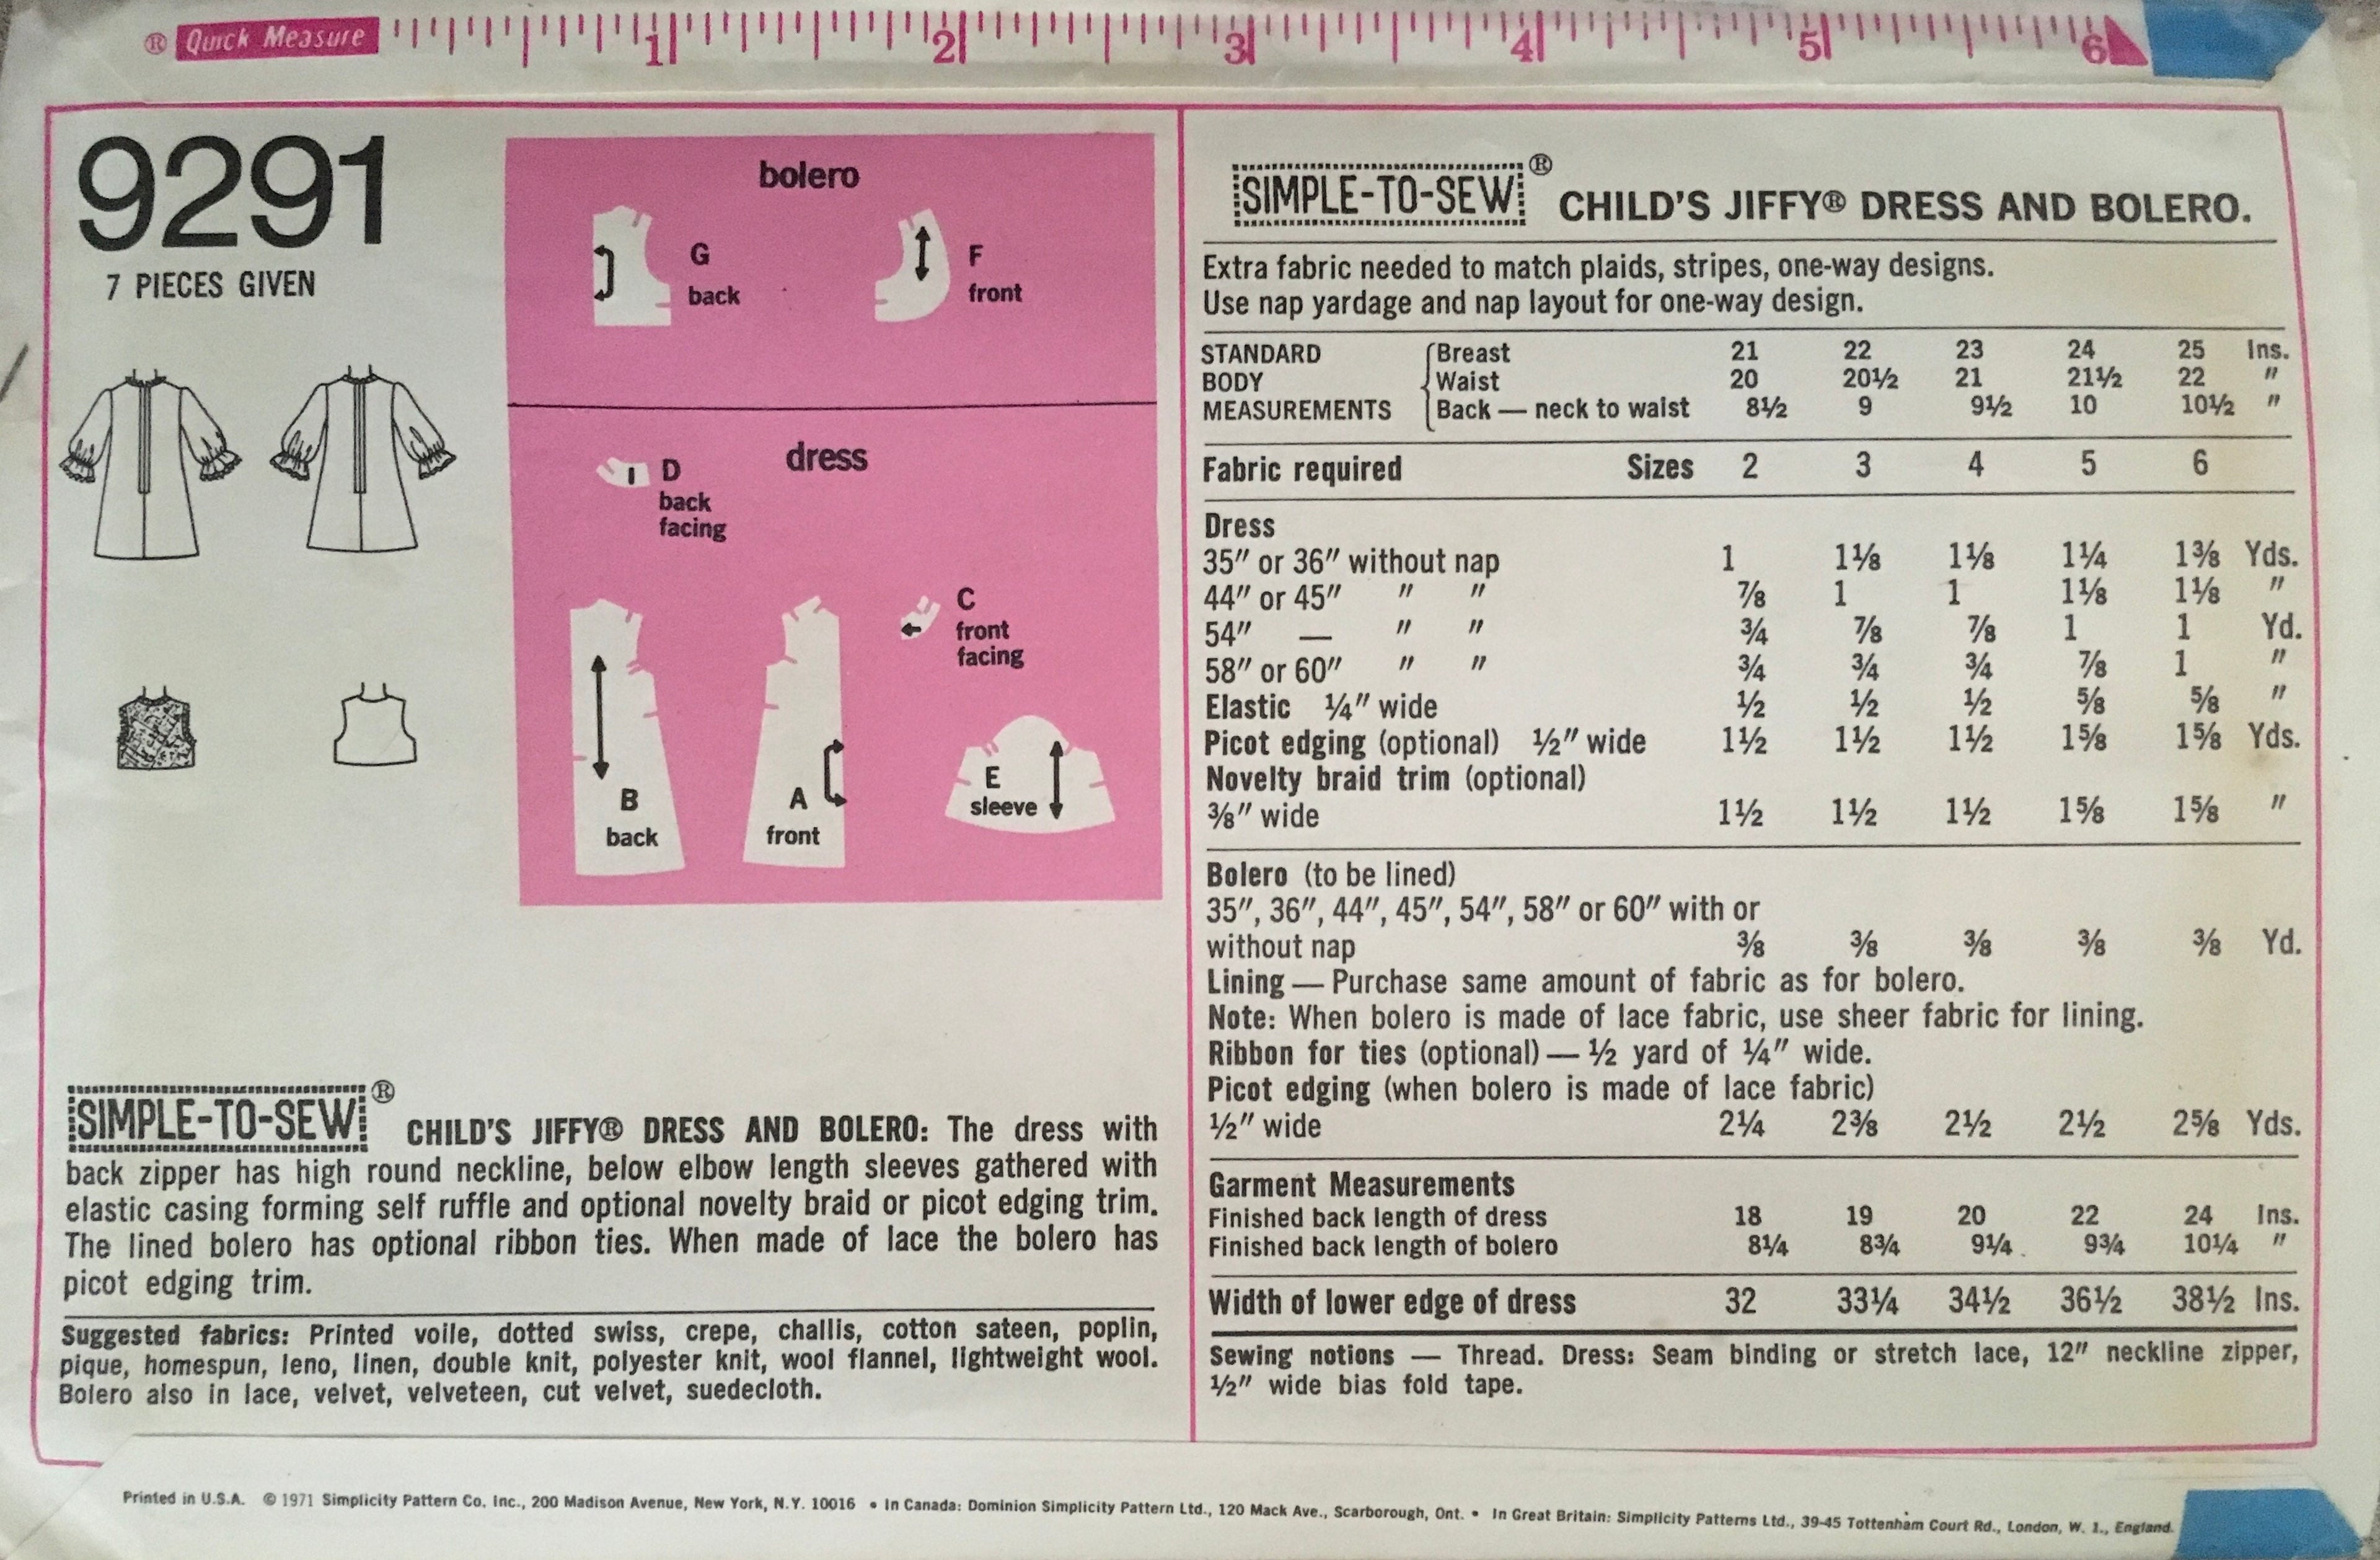 ® Quick Measure 1 2 3 4 5 6
9291
7 PIECES GIVEN
bolero
G
back
F
front
dress
D
back
facing
C
front
facing
B
back
A
front
E
sleeve
SIMPLE-TO-SEW® CHILD'S JIFFY® DRESS AND BOLERO: The dress with
back zipper has high round neckline, below elbow length sleeves gathered with
elastic casing forming self ruffle and optional novelty braid or picot edging trim.
The lined bolero has optional ribbon ties. When made of lace the bolero has
picot edging trim.
Suggested fabrics: Printed voile, dotted swiss, crepe, challis, cotton sateen, poplin,
pique, homespun, leno, linen, double knit, polyester knit, wool flannel, lightweight wool.
Bolero also in lace, velvet, velveteen, cut velvet, suedecloth.
SIMPLE-TO-SEW® CHILD'S JIFFY® DRESS AND BOLERO.
Extra fabric needed to match plaids, stripes, one-way designs.
Use nap yardage and nap layout for one-way design.
STANDARD Breast 21 22 23 24 25 Ins.
BODY Waist 20 20½ 21 21½ 22 "
MEASUREMENTS Back — neck to waist 8½ 9 9½ 10 10½ "
Fabric required Sizes 2 3 4 5 6
Dress
35" or 36" without nap 1 1⅛ 1⅛ 1¼ 1⅜ Yds.
44" or 45" " " ⅞ 1 1 1⅛ 1⅛ "
54" — " " ¾ ⅞ ⅞ 1 1 Yd.
58" or 60" " " ¾ ¾ ¾ ⅞ 1 "
Elastic ¼" wide ½ ½ ½ ⅝ ⅝ "
Picot edging (optional) ½" wide 1½ 1½ 1½ 1⅝ 1⅝ Yds.
Novelty braid trim (optional)
⅜" wide 1½ 1½ 1½ 1⅝ 1⅝ "
Bolero (to be lined)
35", 36", 44", 45", 54", 58" or 60" with or
without nap ⅜ ⅜ ⅜ ⅜ ⅜ Yd.
Lining — Purchase same amount of fabric as for bolero.
Note: When bolero is made of lace fabric, use sheer fabric for lining.
Ribbon for ties (optional) — ½ yard of ¼" wide.
Picot edging (when bolero is made of lace fabric)
½" wide 2¼ 2⅜ 2½ 2½ 2⅝ Yds.
Garment Measurements
Finished back length of dress 18 19 20 22 24 Ins.
Finished back length of bolero 8¼ 8¾ 9¼ 9¾ 10¼ "
Width of lower edge of dress 32 33¼ 34½ 36½ 38½ Ins.
Sewing notions — Thread. Dress: Seam binding or stretch lace, 12" neckline zipper,
½" wide bias fold tape.
Printed in U.S.A. © 1971 Simplicity Pattern Co. Inc., 200 Madison Avenue, New York, N.Y. 10016 • In Canada: Dominion Simplicity Pattern Ltd., 120 Mack Ave., Scarborough, Ont. • In Great Britain: Simplicity Patterns Ltd., 39-45 Tottenham Court Rd., London, W. 1., England.